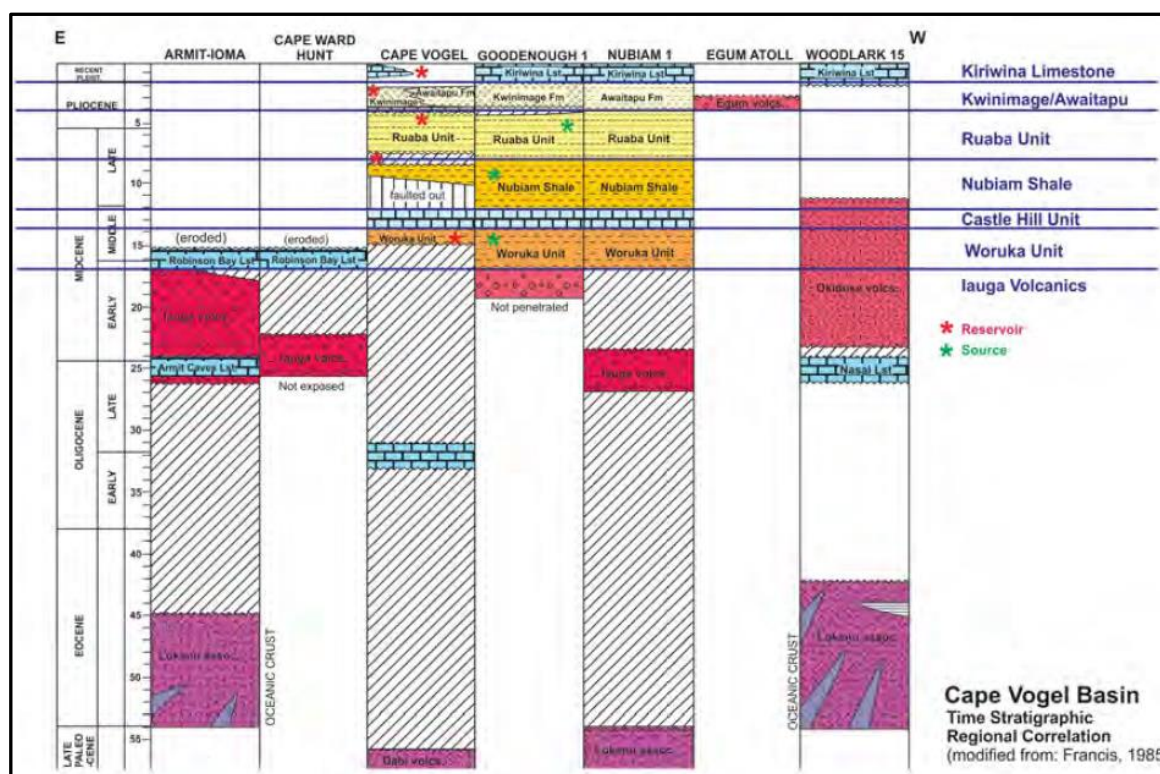 E
W
ARMIT-IOMA
CAPE WARD
HUNT
CAPE VOGEL
GOODENOUGH 1
NUBIAM 1
EGUM ATOLL
WOODLARK 15
RECENT
PLEIST.
Kiriwina Lst
Kiriwina Lst
Kiriwina Lst
Kiriwina Limestone
PLIOCENE
Awaitapu Fm
Kwinimage
Kwinimage Fm
Awaitapu Fm
Egum volcs.
Kwinimage/Awaitapu
5
Ruaba Unit
Ruaba Unit
Ruaba Unit
Ruaba Unit
MIOCENE
LATE
10
faulted out
Nubiam Shale
Nubiam Shale
Nubiam Shale
Castle Hill Unit
MIDDLE
15
(eroded)
(eroded)
Woruka Unit
Woruka Unit
Woruka Unit
Woruka Unit
Robinson Bay Lst
Robinson Bay Lst
EARLY
20
Iauga volcs.
Not penetrated
Okiduse volcs.
Iauga Volcanics
* Reservoir
* Source
Iauga volcs.
Iauga volcs.
25
Armit Caves Lst
Not exposed
Nasai Lst
OLIGOCENE
LATE
30
EARLY
35
EOCENE
40
45
50
Lokanu assoc.
OCEANIC CRUST
OCEANIC CRUST
Lokanu assoc.
LATE
PALEO
-CENE
55
Dabi volcs.
Lokanu assoc.
Cape Vogel Basin
Time Stratigraphic
Regional Correlation
(modified from: Francis, 1985